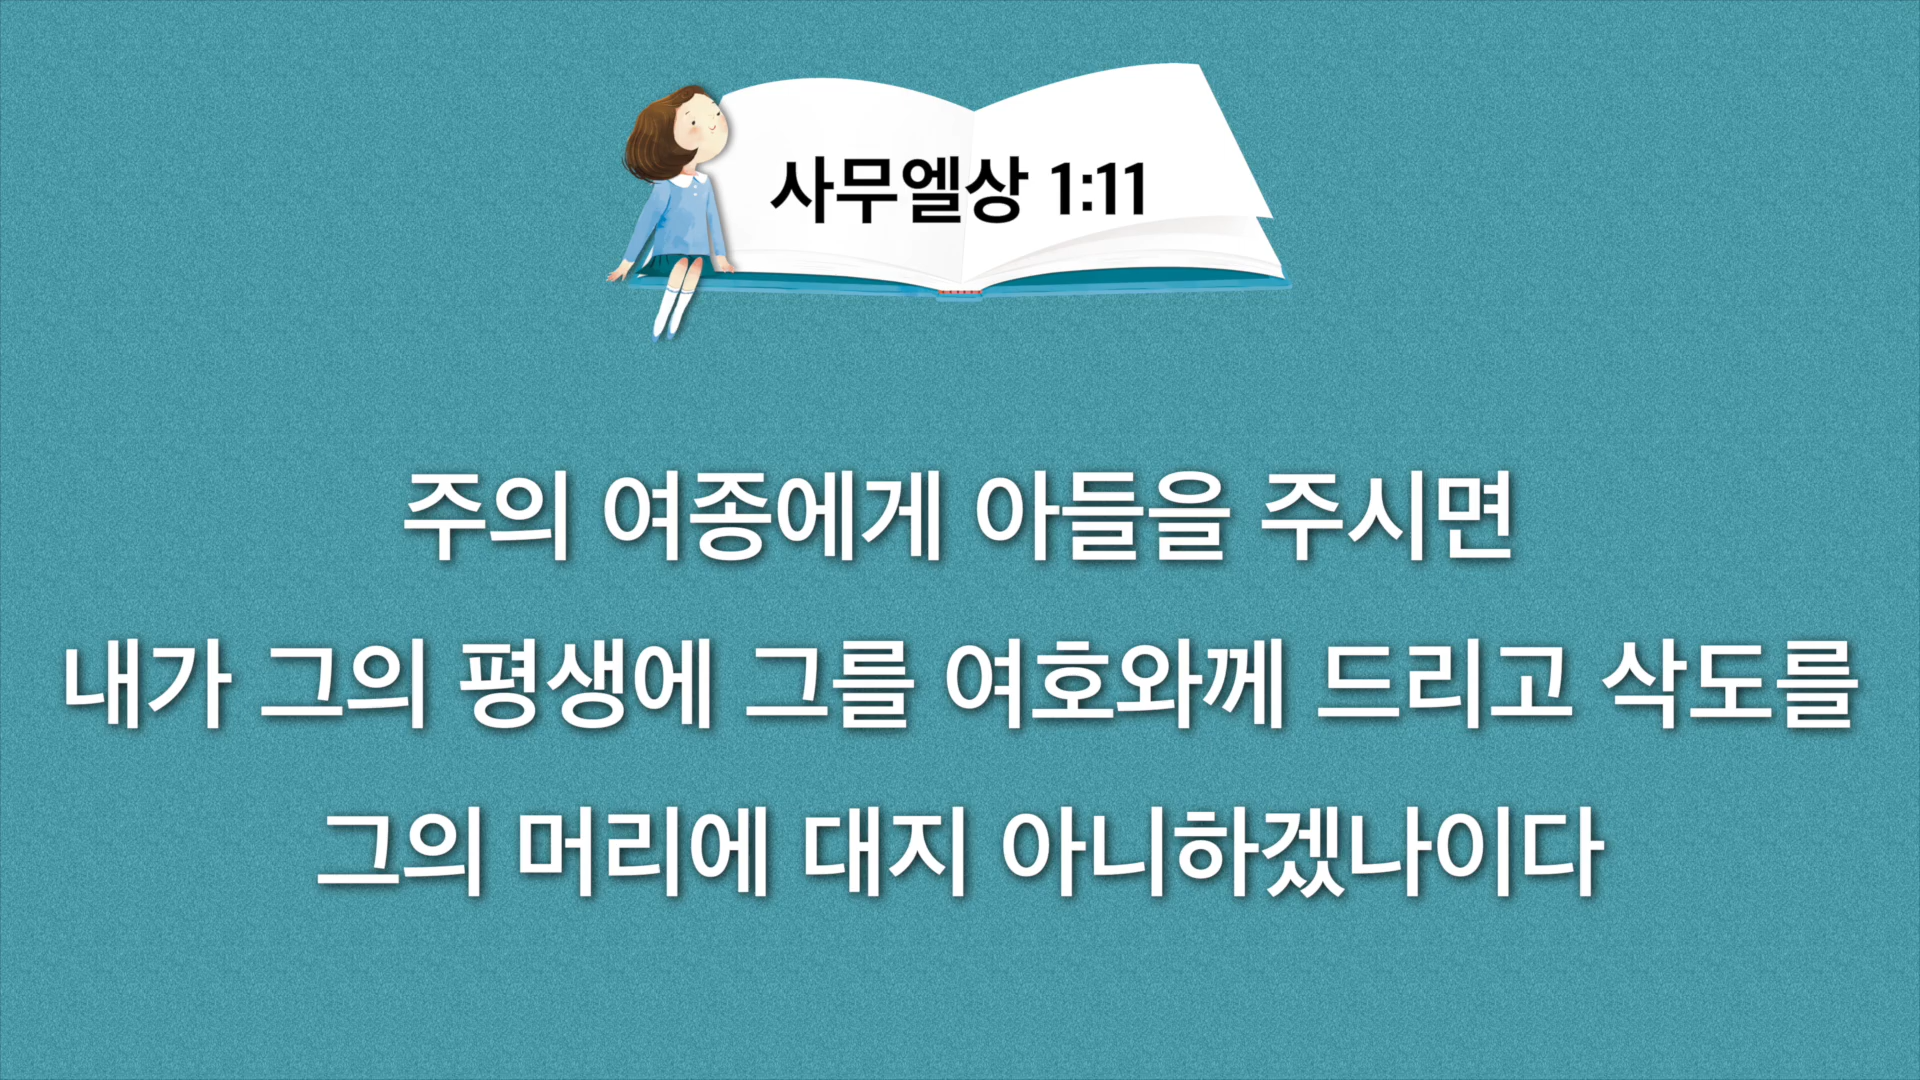 사무엘상 1:11
주의 여종에게 아들을 주시면
내가 그의 평생에 그를 여호와께 드리고 삭도를
그의 머리에 대지 아니하겠나이다